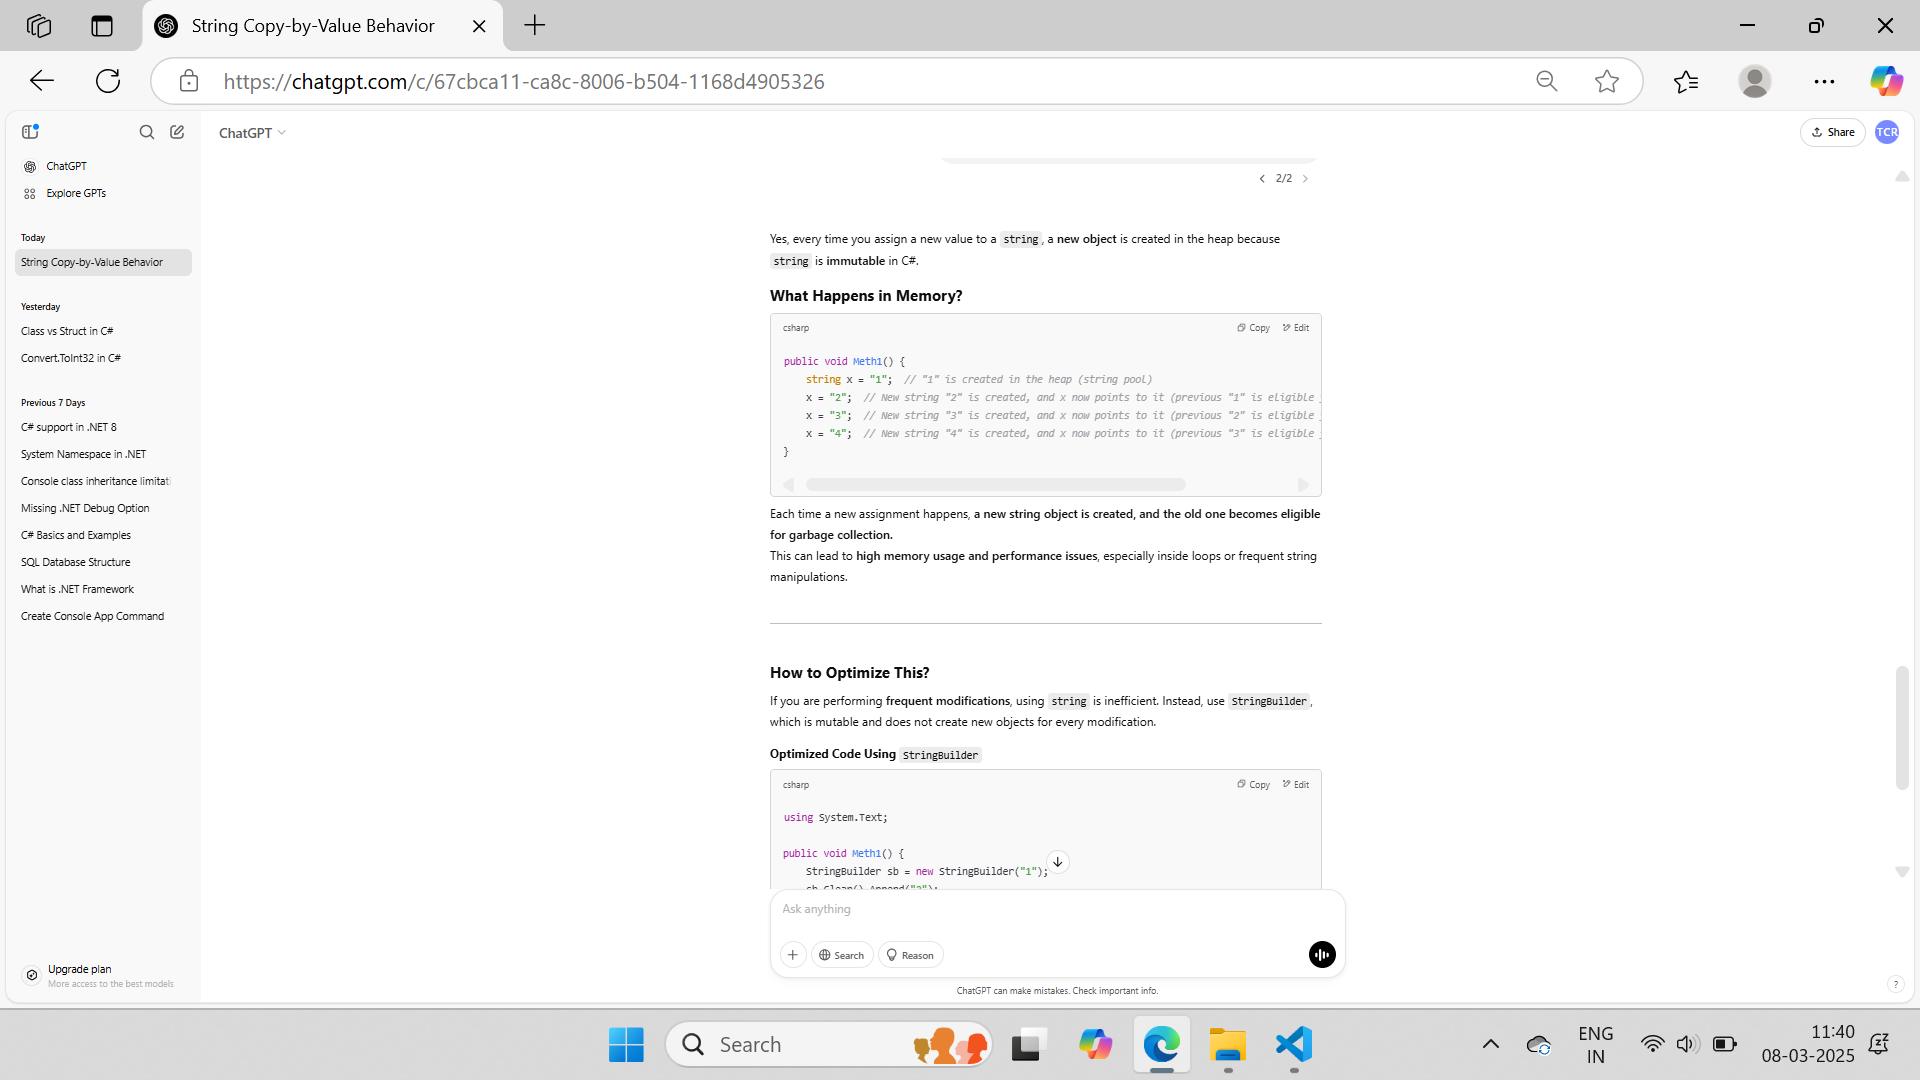 String Copy-by-Value Behavior
https://chatgpt.com/c/67cbca11-ca8c-8006-b504-1168d4905326
ChatGPT
Explore GPTs
Today
String Copy-by-Value Behavior
Yesterday
Class vs Struct in C#
Convert.ToInt32 in C#
Previous 7 Days
C# support in .NET 8
System Namespace in .NET
Console class inheritance limitati
Missing .NET Debug Option
C# Basics and Examples
SQL Database Structure
What is .NET Framework
Create Console App Command
Upgrade plan
More access to the best models
ChatGPT
Share
TCR
2/2
Yes, every time you assign a new value to a string, a new object is created in the heap because
string is immutable in C#.
What Happens in Memory?
csharp
Copy
Edit
public void Meth1() {
string x = "1"; // "1" is created in the heap (string pool)
x = "2"; // New string "2" is created, and x now points to it (previous "1" is eligible
x = "3"; // New string "3" is created, and x now points to it (previous "2" is eligible
x = "4"; // New string "4" is created, and x now points to it (previous "3" is eligible
}
Each time a new assignment happens, a new string object is created, and the old one becomes eligible
for garbage collection.
This can lead to high memory usage and performance issues, especially inside loops or frequent string
manipulations.
How to Optimize This?
If you are performing frequent modifications, using string is inefficient. Instead, use StringBuilder,
which is mutable and does not create new objects for every modification.
Optimized Code Using StringBuilder
csharp
Copy
Edit
using System.Text;
public void Meth1() {
StringBuilder sb = new StringBuilder("1");
sb.Clear().Append("2");
Ask anything
Search
Reason
ChatGPT can make mistakes. Check important info.
?
Search
ENG
IN
11:40
08-03-2025